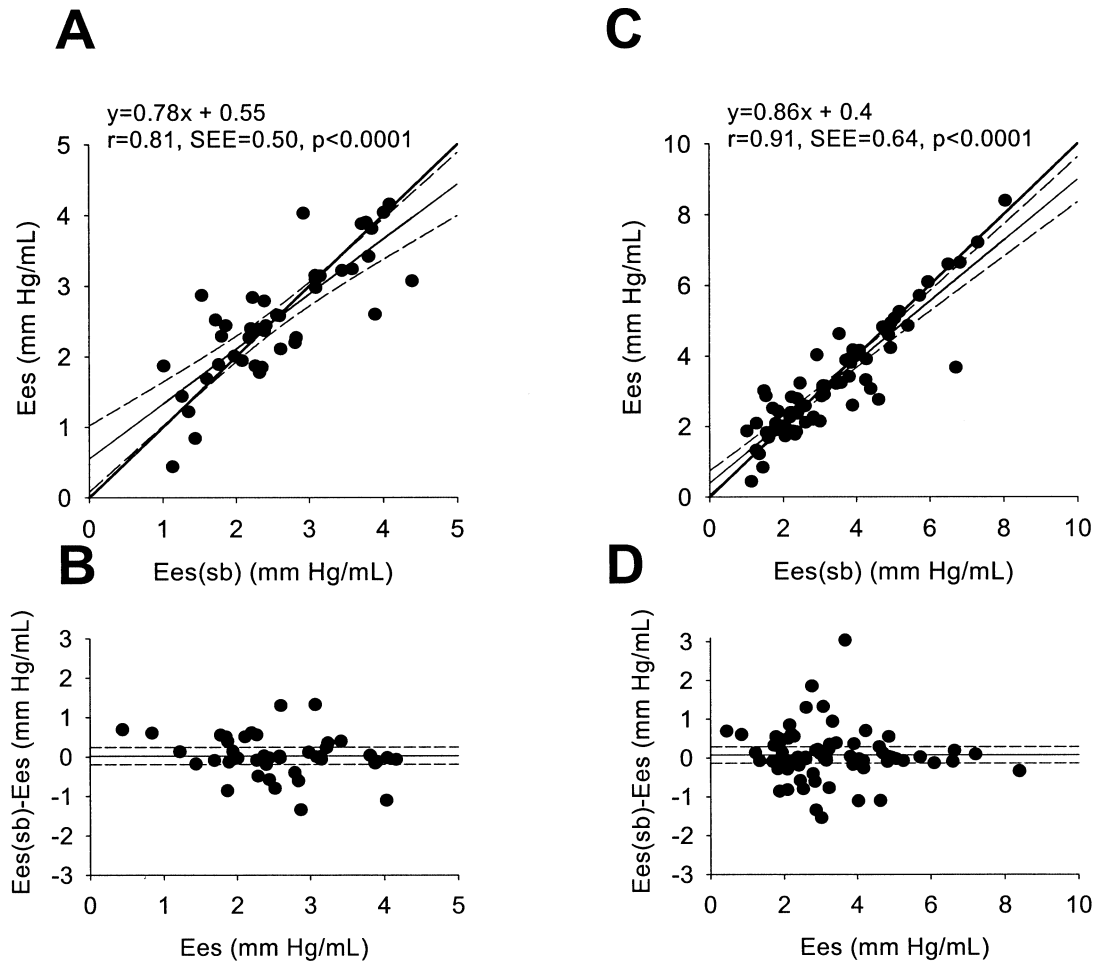 A
y=0.78x + 0.55
r=0.81, SEE=0.50, p<0.0001
5
4
3
2
1
0
Ees (mm Hg/mL)
0 1 2 3 4 5
Ees(sb) (mm Hg/mL)
B
3
2
1
0
-1
-2
-3
Ees(sb)-Ees (mm Hg/mL)
0 1 2 3 4 5
Ees (mm Hg/mL)
C
y=0.86x + 0.4
r=0.91, SEE=0.64, p<0.0001
10
8
6
4
2
0
Ees (mm Hg/mL)
0 2 4 6 8 10
Ees(sb) (mm Hg/mL)
D
3
2
1
0
-1
-2
-3
Ees(sb)-Ees (mm Hg/mL)
0 2 4 6 8 10
Ees (mm Hg/mL)